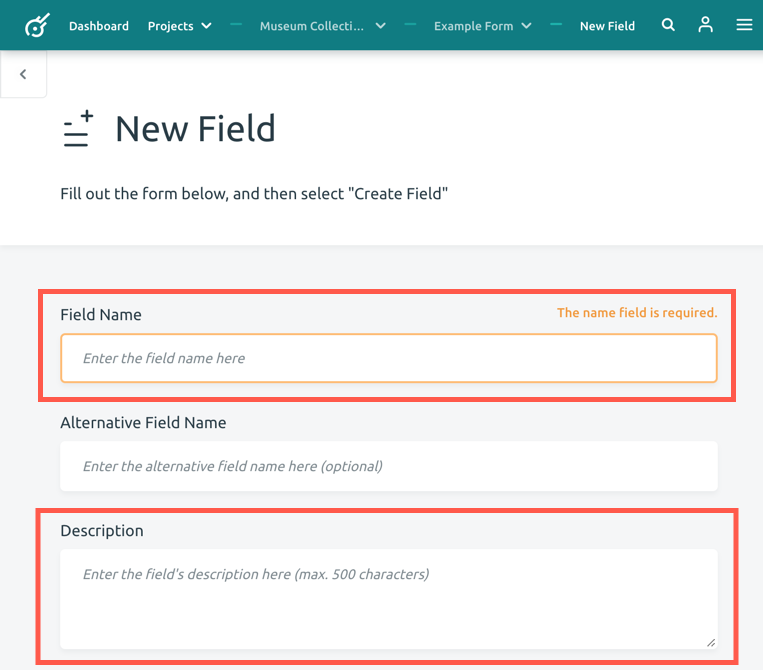 Dashboard Projects Museum Collecti... Example Form New Field
New Field
Fill out the form below, and then select "Create Field"
Field Name The name field is required.
Enter the field name here
Alternative Field Name
Enter the alternative field name here (optional)
Description
Enter the field's description here (max. 500 characters)